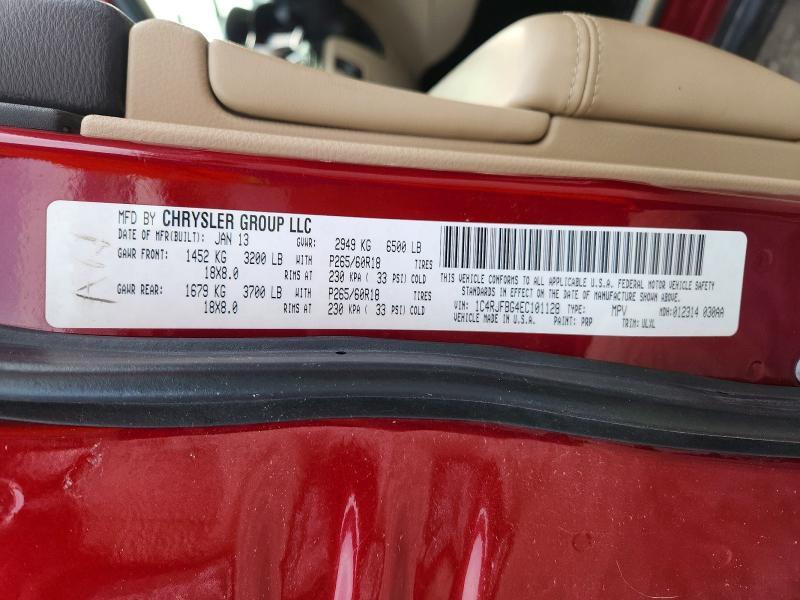 MFD BY CHRYSLER GROUP LLC
DATE OF MFR(BUILT): JAN 13 GVWR: 2949 KG 6500 LB
GAWR FRONT: 1452 KG 3200 LB WITH P265/60R18 TIRES
18X8.0 RIMS AT 230 KPA ( 33 PSI) COLD
GAWR REAR: 1679 KG 3700 LB WITH P265/60R18 TIRES
18X8.0 RIMS AT 230 KPA ( 33 PSI) COLD
THIS VEHICLE CONFORMS TO ALL APPLICABLE U.S.A. FEDERAL MOTOR VEHICLE SAFETY
STANDARDS IN EFFECT ON THE DATE OF MANUFACTURE SHOWN ABOVE.
VIN: 1C4RJFBG4EC101128 TYPE: MPV MDH:012314 030AA
VEHICLE MADE IN U.S.A. PAINT: PRP TRIM: ULXL